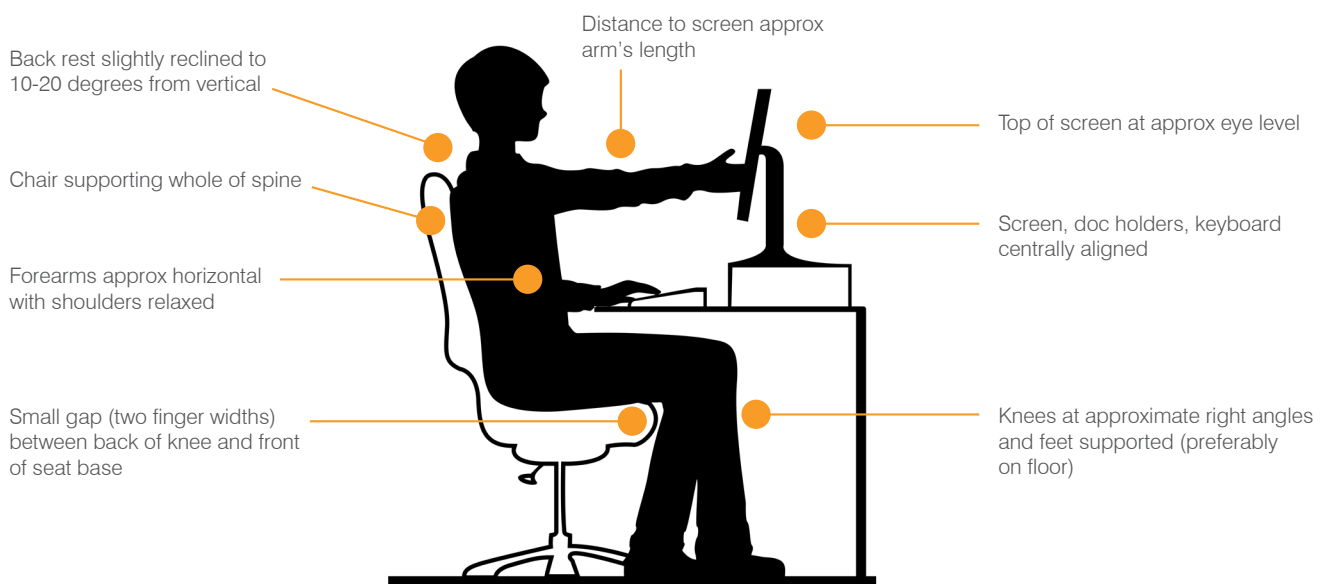 Distance to screen approx
arm's length
Back rest slightly reclined to
10-20 degrees from vertical
Top of screen at approx eye level
Chair supporting whole of spine
Screen, doc holders, keyboard
centrally aligned
Forearms approx horizontal
with shoulders relaxed
Small gap (two finger widths)
between back of knee and front
of seat base
Knees at approximate right angles
and feet supported (preferably
on floor)